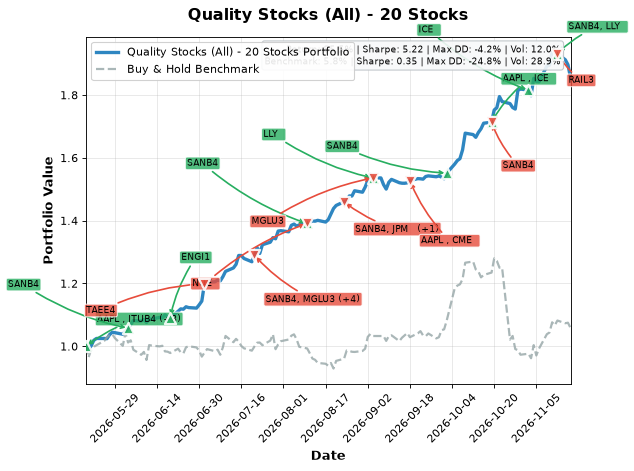 Quality Stocks (All) - 20 Stocks
ICE
SANB4, LLY
Quality Stocks (All) - 20 Stocks Portfolio
Buy & Hold Benchmark
| Sharpe: 5.22 | Max DD: -4.2% | Vol: 12.0%
| Sharpe: 0.35 | Max DD: -24.8% | Vol: 28.9%
AAPL , ICE
RAIL3
LLY
SANB4
SANB4
SANB4
MGLU3
SANB4, JPM (+1)
AAPL , CME
ENGI1
SANB4
SANB4, MGLU3 (+4)
TAEE4
AAPL , ITUB4
Portfolio Value
1.8
1.6
1.4
1.2
1.0
2026-05-29
2026-06-14
2026-06-30
2026-07-16
2026-08-01
2026-08-17
2026-09-02
2026-09-18
2026-10-04
2026-10-20
2026-11-05
Date